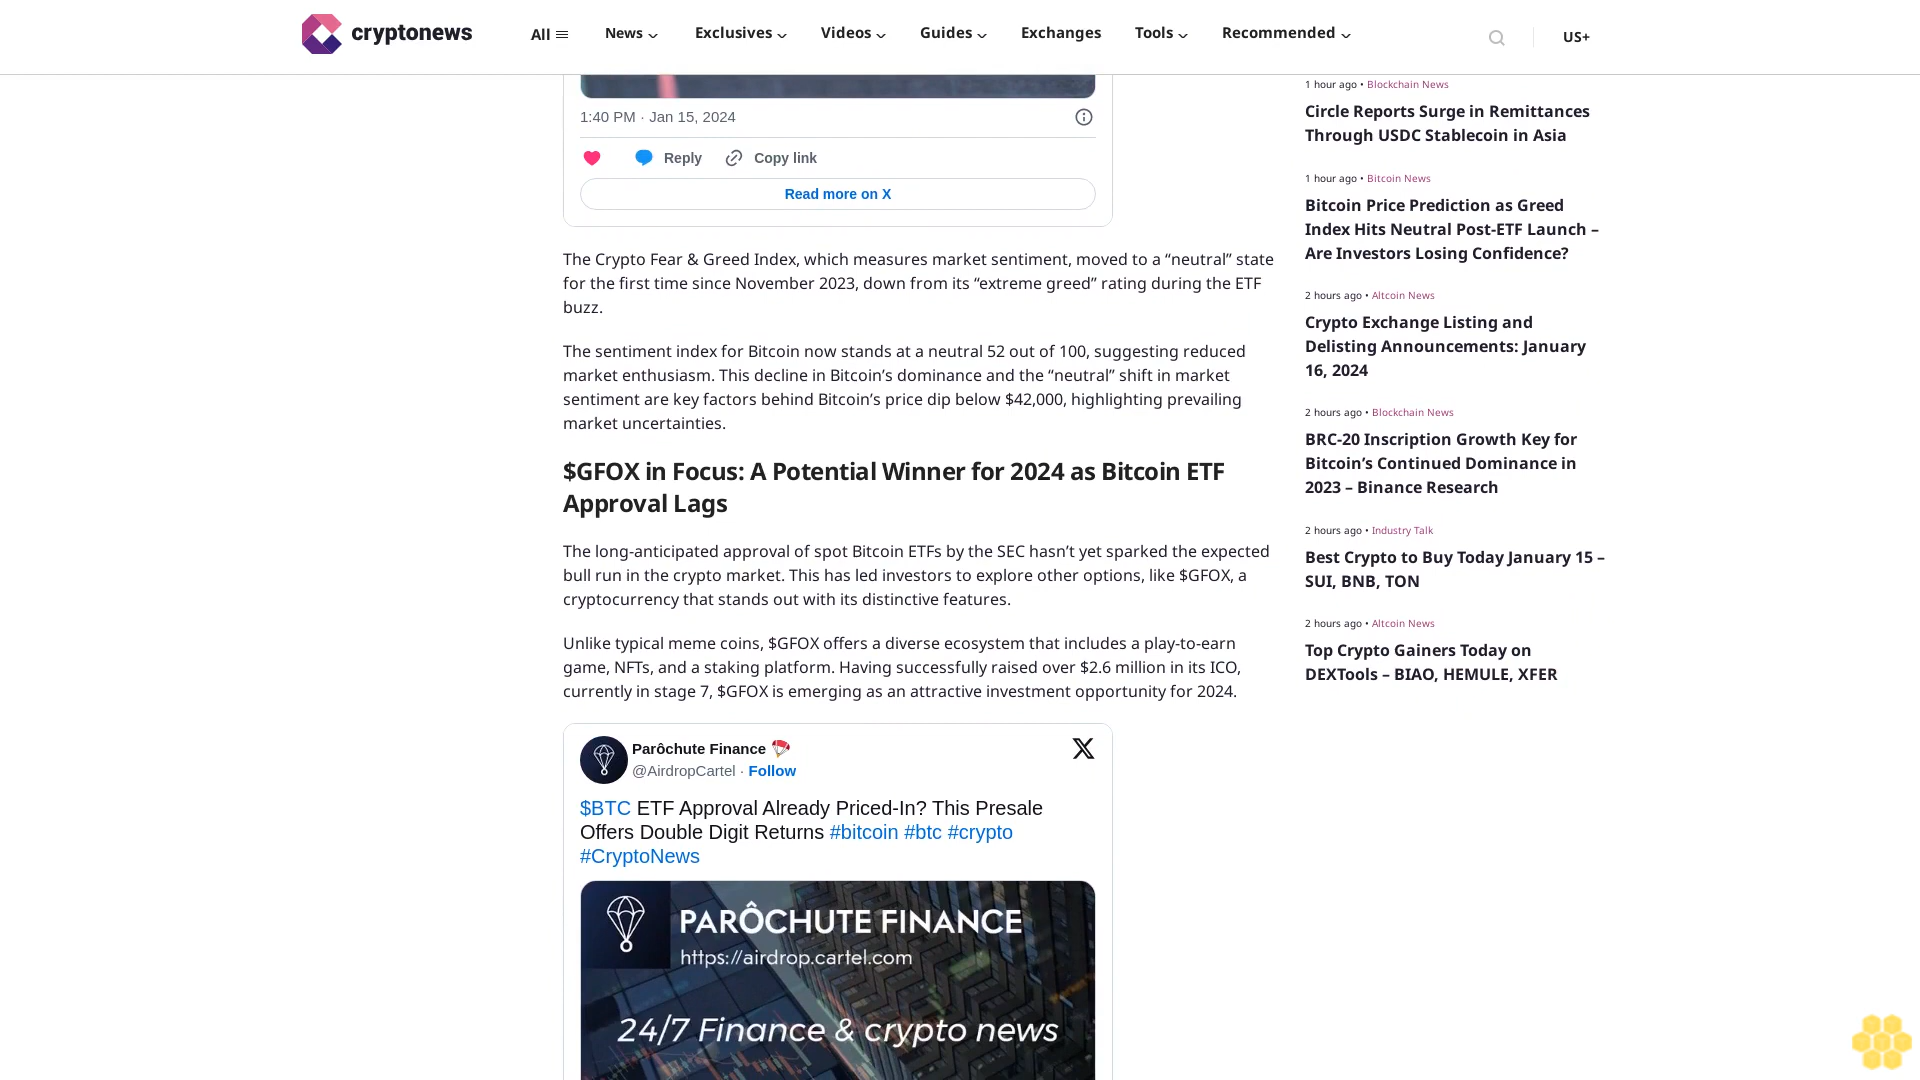 cryptonews
All
News
Exclusives
Videos
Guides
Exchanges
Tools
Recommended
US+
1:40 PM · Jan 15, 2024
Reply
Copy link
Read more on X
The Crypto Fear & Greed Index, which measures market sentiment, moved to a “neutral” state
for the first time since November 2023, down from its “extreme greed” rating during the ETF
buzz.
The sentiment index for Bitcoin now stands at a neutral 52 out of 100, suggesting reduced
market enthusiasm. This decline in Bitcoin’s dominance and the “neutral” shift in market
sentiment are key factors behind Bitcoin’s price dip below $42,000, highlighting prevailing
market uncertainties.
$GFOX in Focus: A Potential Winner for 2024 as Bitcoin ETF
Approval Lags
The long-anticipated approval of spot Bitcoin ETFs by the SEC hasn’t yet sparked the expected
bull run in the crypto market. This has led investors to explore other options, like $GFOX, a
cryptocurrency that stands out with its distinctive features.
Unlike typical meme coins, $GFOX offers a diverse ecosystem that includes a play-to-earn
game, NFTs, and a staking platform. Having successfully raised over $2.6 million in its ICO,
currently in stage 7, $GFOX is emerging as an attractive investment opportunity for 2024.
Parôchute Finance 🪂
@AirdropCartel · Follow
$BTC ETF Approval Already Priced-In? This Presale
Offers Double Digit Returns #bitcoin #btc #crypto
#CryptoNews
PARÔCHUTE FINANCE
https://airdrop.cartel.com
24/7 Finance & crypto news
1 hour ago • Blockchain News
Circle Reports Surge in Remittances
Through USDC Stablecoin in Asia
1 hour ago • Bitcoin News
Bitcoin Price Prediction as Greed
Index Hits Neutral Post-ETF Launch –
Are Investors Losing Confidence?
2 hours ago • Altcoin News
Crypto Exchange Listing and
Delisting Announcements: January
16, 2024
2 hours ago • Blockchain News
BRC-20 Inscription Growth Key for
Bitcoin’s Continued Dominance in
2023 – Binance Research
2 hours ago • Industry Talk
Best Crypto to Buy Today January 15 –
SUI, BNB, TON
2 hours ago • Altcoin News
Top Crypto Gainers Today on
DEXTools – BIAO, HEMULE, XFER